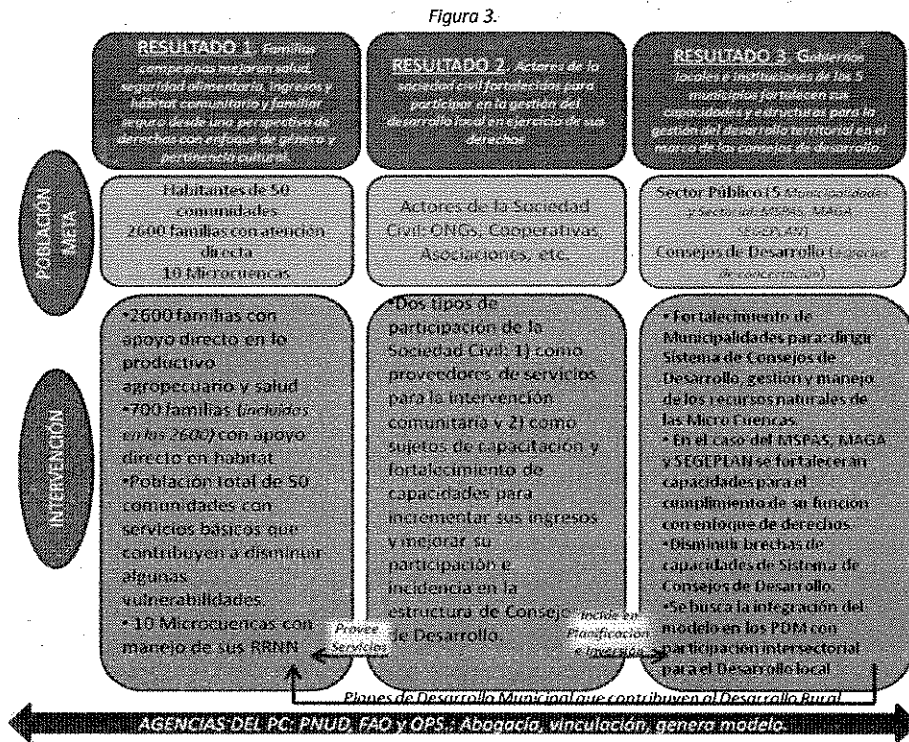 Figura 3.
RESULTADO 1. Familias
campesinas mejoran salud,
seguridad alimentaria, ingresos y
hábitat comunitario y familiar
seguro desde una perspectiva de
derechos con enfoque de género y
pertinencia cultural.
RESULTADO 2. Actores de la
sociedad civil fortalecidos para
participar en la gestión del
desarrollo local en ejercicio de sus
derechos
RESULTADO 3. Gobiernos
locales e instituciones de los 5
municipios fortalecen sus
capacidades y estructuras para la
gestión del desarrollo territorial en el
marco de los consejos de desarrollo.
POBLACION
META
Habitantes de 50
comunidades
2600 familias con atención
directa
10 Microcuencas
Actores de la Sociedad
Civil: ONGs, Cooperativas,
Asociaciones, etc.
Sector Público (5 Municipalidades
y Sectorial: MSPAS, MAGA
SEGEPLAN)
Consejos de Desarrollo (espacios
de concertación)
INTERVENCIÓN
•2600 familias con
apoyo directo en lo
productivo
agropecuario y salud
•700 familias (incluidas
en las 2600) con apoyo
directo en hábitat
•Población total de 50
comunidades con
servicios básicos que
contribuyen a disminuir
algunas
vulnerabilidades.
• 10 Microcuencas con
manejo de sus RRNN
•Dos tipos de
participación de la
Sociedad Civil: 1) como
proveedores de servicios
para la intervención
comunitaria y 2) como
sujetos de capacitación y
fortalecimiento de
capacidades para
incrementar sus ingresos
y mejorar su
participación e
incidencia en la
estructura de Consejo
de Desarrollo.
• Fortalecimiento de
Municipalidades para: dirigir
Sistema de Consejos de
Desarrollo, gestión y manejo
de los recursos naturales de
las Micro Cuencas.
• En el caso del MSPAS, MAGA
y SEGEPLAN se fortalecerán
capacidades para el
cumplimiento de su función
con enfoque de derechos
•Disminuir brechas de
capacidades de Sistema de
Consejos de Desarrollo.
•Se busca la integración del
modelo en los PDM con
participación intersectorial
para el Desarrollo local
Provee
Servicios
Incide en
Planificación
e Inversión
Planes de Desarrollo Municipal que contribuyen al Desarrollo Rural
AGENCIAS DEL PC: PNUD, FAO y OPS.: Abogacía, vinculación, genera modelo.